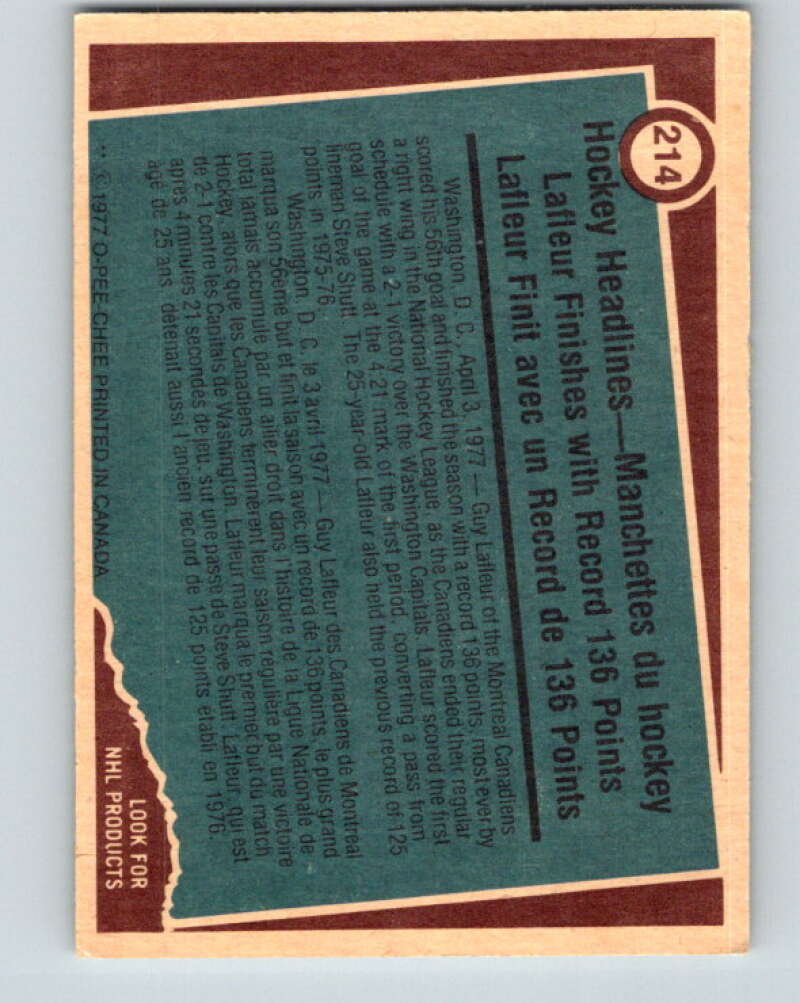 214
Hockey Headlines—Manchettes du hockey
Lafleur Finishes with Record 136 Points
Lafleur Finit avec un Record de 136 Points
Washington, D. C., April 3, 1977 — Guy Lafleur of the Montreal Canadiens
scored his 56th goal and finished the season with a record 136 points, most ever by
a right wing in the National Hockey League, as the Canadiens ended their regular
schedule with a 2-1 victory over the Washington Capitals. Lafleur scored the first
goal of the game at the 4:21 mark of the first period, converting a pass from
lineman Steve Shutt. The 25-year-old Lafleur also held the previous record of 125
points in 1975-76.
Washington, D. C. le 3 avril 1977 — Guy Lafleur des Canadiens de Montréal
marqua son 56ème but et finit la saison avec un record de 136 points, le plus grand
total jamais accumulé par un ailier droit dans l'histoire de la Ligue Nationale de
Hockey, alors que les Canadiens terminèrent leur saison régulière par une victoire
de 2-1 contre les Capitals de Washington. Lafleur marqua le premier but du match
après 4 minutes 21 secondes de jeu, sur une passe de Steve Shutt. Lafleur, qui est
âgé de 25 ans, détenait aussi l'ancien record de 125 points établi en 1976.
** © 1977 O-PEE-CHEE PRINTED IN CANADA
LOOK FOR
NHL PRODUCTS